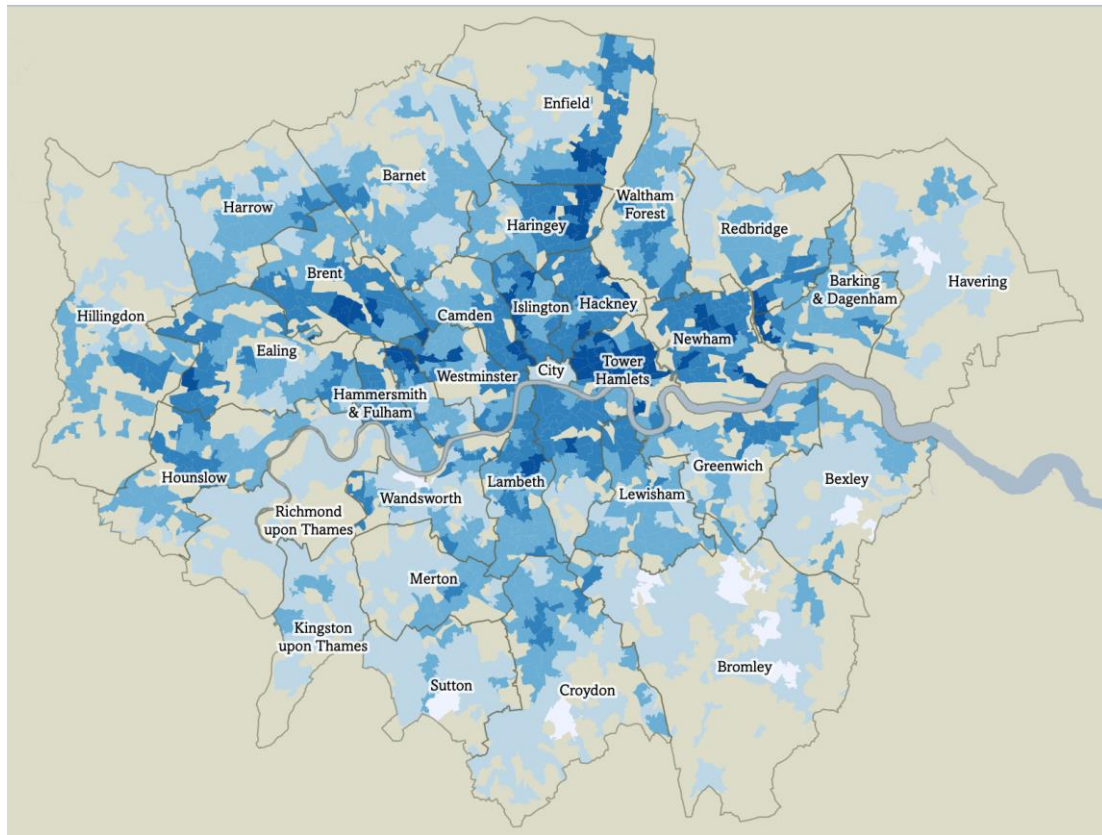 Enfield
Barnet
Harrow
Haringey
Waltham
Forest
Redbridge
Brent
Hillingdon
Camden
Islington
Hackney
Barking
& Dagenham
Havering
Ealing
Newham
Westminster
City
Tower
Hamlets
Hammersmith
& Fulham
Hounslow
Wandsworth
Lambeth
Lewisham
Greenwich
Bexley
Richmond
upon Thames
Merton
Kingston
upon Thames
Sutton
Croydon
Bromley